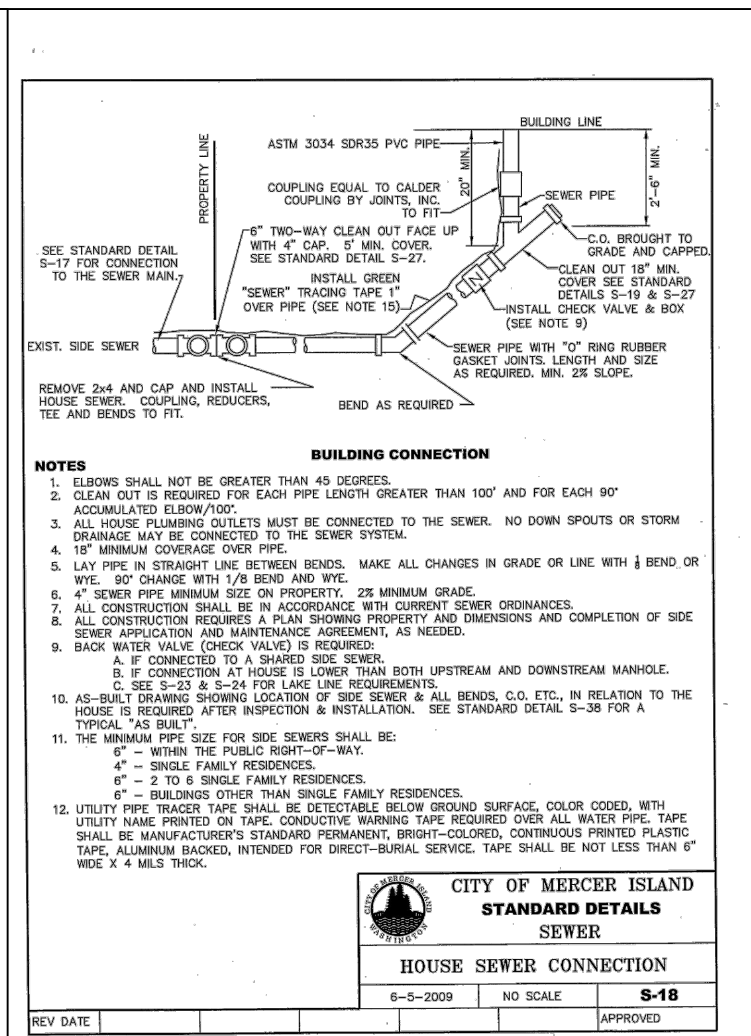 BUILDING LINE
PROPERTY LINE
ASTM 3034 SDR35 PVC PIPE
20" MIN.
2'-6" MIN.
COUPLING EQUAL TO CALDER
COUPLING BY JOINTS, INC.
TO FIT
SEWER PIPE
6" TWO-WAY CLEAN OUT FACE UP
WITH 4" CAP. 5' MIN. COVER.
SEE STANDARD DETAIL S-27.
C.O. BROUGHT TO
GRADE AND CAPPED.
SEE STANDARD DETAIL
S-17 FOR CONNECTION
TO THE SEWER MAIN.
CLEAN OUT 18" MIN.
COVER SEE STANDARD
DETAILS S-19 & S-27
INSTALL GREEN
"SEWER" TRACING TAPE 1"
OVER PIPE (SEE NOTE 15)
N
INSTALL CHECK VALVE & BOX
(SEE NOTE 9)
EXIST. SIDE SEWER
SEWER PIPE WITH "O" RING RUBBER
GASKET JOINTS. LENGTH AND SIZE
AS REQUIRED. MIN. 2% SLOPE.
REMOVE 2x4 AND CAP AND INSTALL
HOUSE SEWER. COUPLING, REDUCERS,
TEE AND BENDS TO FIT.
BEND AS REQUIRED
BUILDING CONNECTION
NOTES
1. ELBOWS SHALL NOT BE GREATER THAN 45 DEGREES.
2. CLEAN OUT IS REQUIRED FOR EACH PIPE LENGTH GREATER THAN 100' AND FOR EACH 90°
ACCUMULATED ELBOW/100'.
3. ALL HOUSE PLUMBING OUTLETS MUST BE CONNECTED TO THE SEWER. NO DOWN SPOUTS OR STORM
DRAINAGE MAY BE CONNECTED TO THE SEWER SYSTEM.
4. 18" MINIMUM COVERAGE OVER PIPE.
5. LAY PIPE IN STRAIGHT LINE BETWEEN BENDS. MAKE ALL CHANGES IN GRADE OR LINE WITH 1/8 BEND OR
WYE. 90° CHANGE WITH 1/8 BEND AND WYE.
6. 4" SEWER PIPE MINIMUM SIZE ON PROPERTY. 2% MINIMUM GRADE.
7. ALL CONSTRUCTION SHALL BE IN ACCORDANCE WITH CURRENT SEWER ORDINANCES.
8. ALL CONSTRUCTION REQUIRES A PLAN SHOWING PROPERTY AND DIMENSIONS AND COMPLETION OF SIDE
SEWER APPLICATION AND MAINTENANCE AGREEMENT, AS NEEDED.
9. BACK WATER VALVE (CHECK VALVE) IS REQUIRED:
A. IF CONNECTED TO A SHARED SIDE SEWER.
B. IF CONNECTION AT HOUSE IS LOWER THAN BOTH UPSTREAM AND DOWNSTREAM MANHOLE.
C. SEE S-23 & S-24 FOR LAKE LINE REQUIREMENTS.
10. AS-BUILT DRAWING SHOWING LOCATION OF SIDE SEWER & ALL BENDS, C.O. ETC., IN RELATION TO THE
HOUSE IS REQUIRED AFTER INSPECTION & INSTALLATION. SEE STANDARD DETAIL S-38 FOR A
TYPICAL "AS BUILT".
11. THE MINIMUM PIPE SIZE FOR SIDE SEWERS SHALL BE:
6" - WITHIN THE PUBLIC RIGHT-OF-WAY.
4" - SINGLE FAMILY RESIDENCES.
6" - 2 TO 6 SINGLE FAMILY RESIDENCES.
6" - BUILDINGS OTHER THAN SINGLE FAMILY RESIDENCES.
12. UTILITY PIPE TRACER TAPE SHALL BE DETECTABLE BELOW GROUND SURFACE, COLOR CODED, WITH
UTILITY NAME PRINTED ON TAPE. CONDUCTIVE WARNING TAPE REQUIRED OVER ALL WATER PIPE. TAPE
SHALL BE MANUFACTURER'S STANDARD PERMANENT, BRIGHT-COLORED, CONTINUOUS PRINTED PLASTIC
TAPE, ALUMINUM BACKED, INTENDED FOR DIRECT-BURIAL SERVICE. TAPE SHALL BE NOT LESS THAN 6"
WIDE X 4 MILS THICK.
CITY OF MERCER ISLAND
WASHINGTON
CITY OF MERCER ISLAND
STANDARD DETAILS
SEWER
HOUSE SEWER CONNECTION
6-5-2009 NO SCALE S-18
REV DATE APPROVED